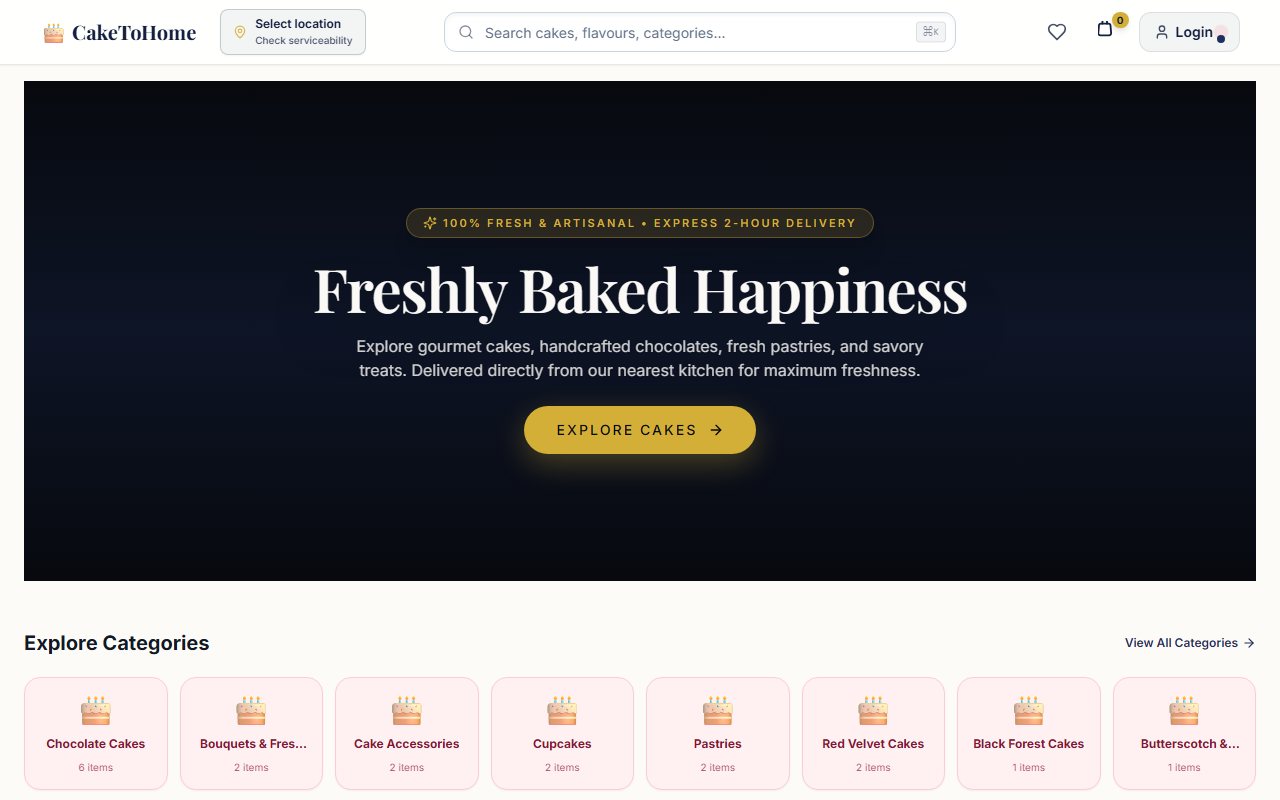 CakeToHome
Select location
Check serviceability
Search cakes, flavours, categories...
⌘K
0
Login
100% FRESH & ARTISANAL • EXPRESS 2-HOUR DELIVERY
Freshly Baked Happiness
Explore gourmet cakes, handcrafted chocolates, fresh pastries, and savory
treats. Delivered directly from our nearest kitchen for maximum freshness.
EXPLORE CAKES
Explore Categories
View All Categories
Chocolate Cakes
6 items
Bouquets & Fres...
2 items
Cake Accessories
2 items
Cupcakes
2 items
Pastries
2 items
Red Velvet Cakes
2 items
Black Forest Cakes
1 items
Butterscotch &...
1 items